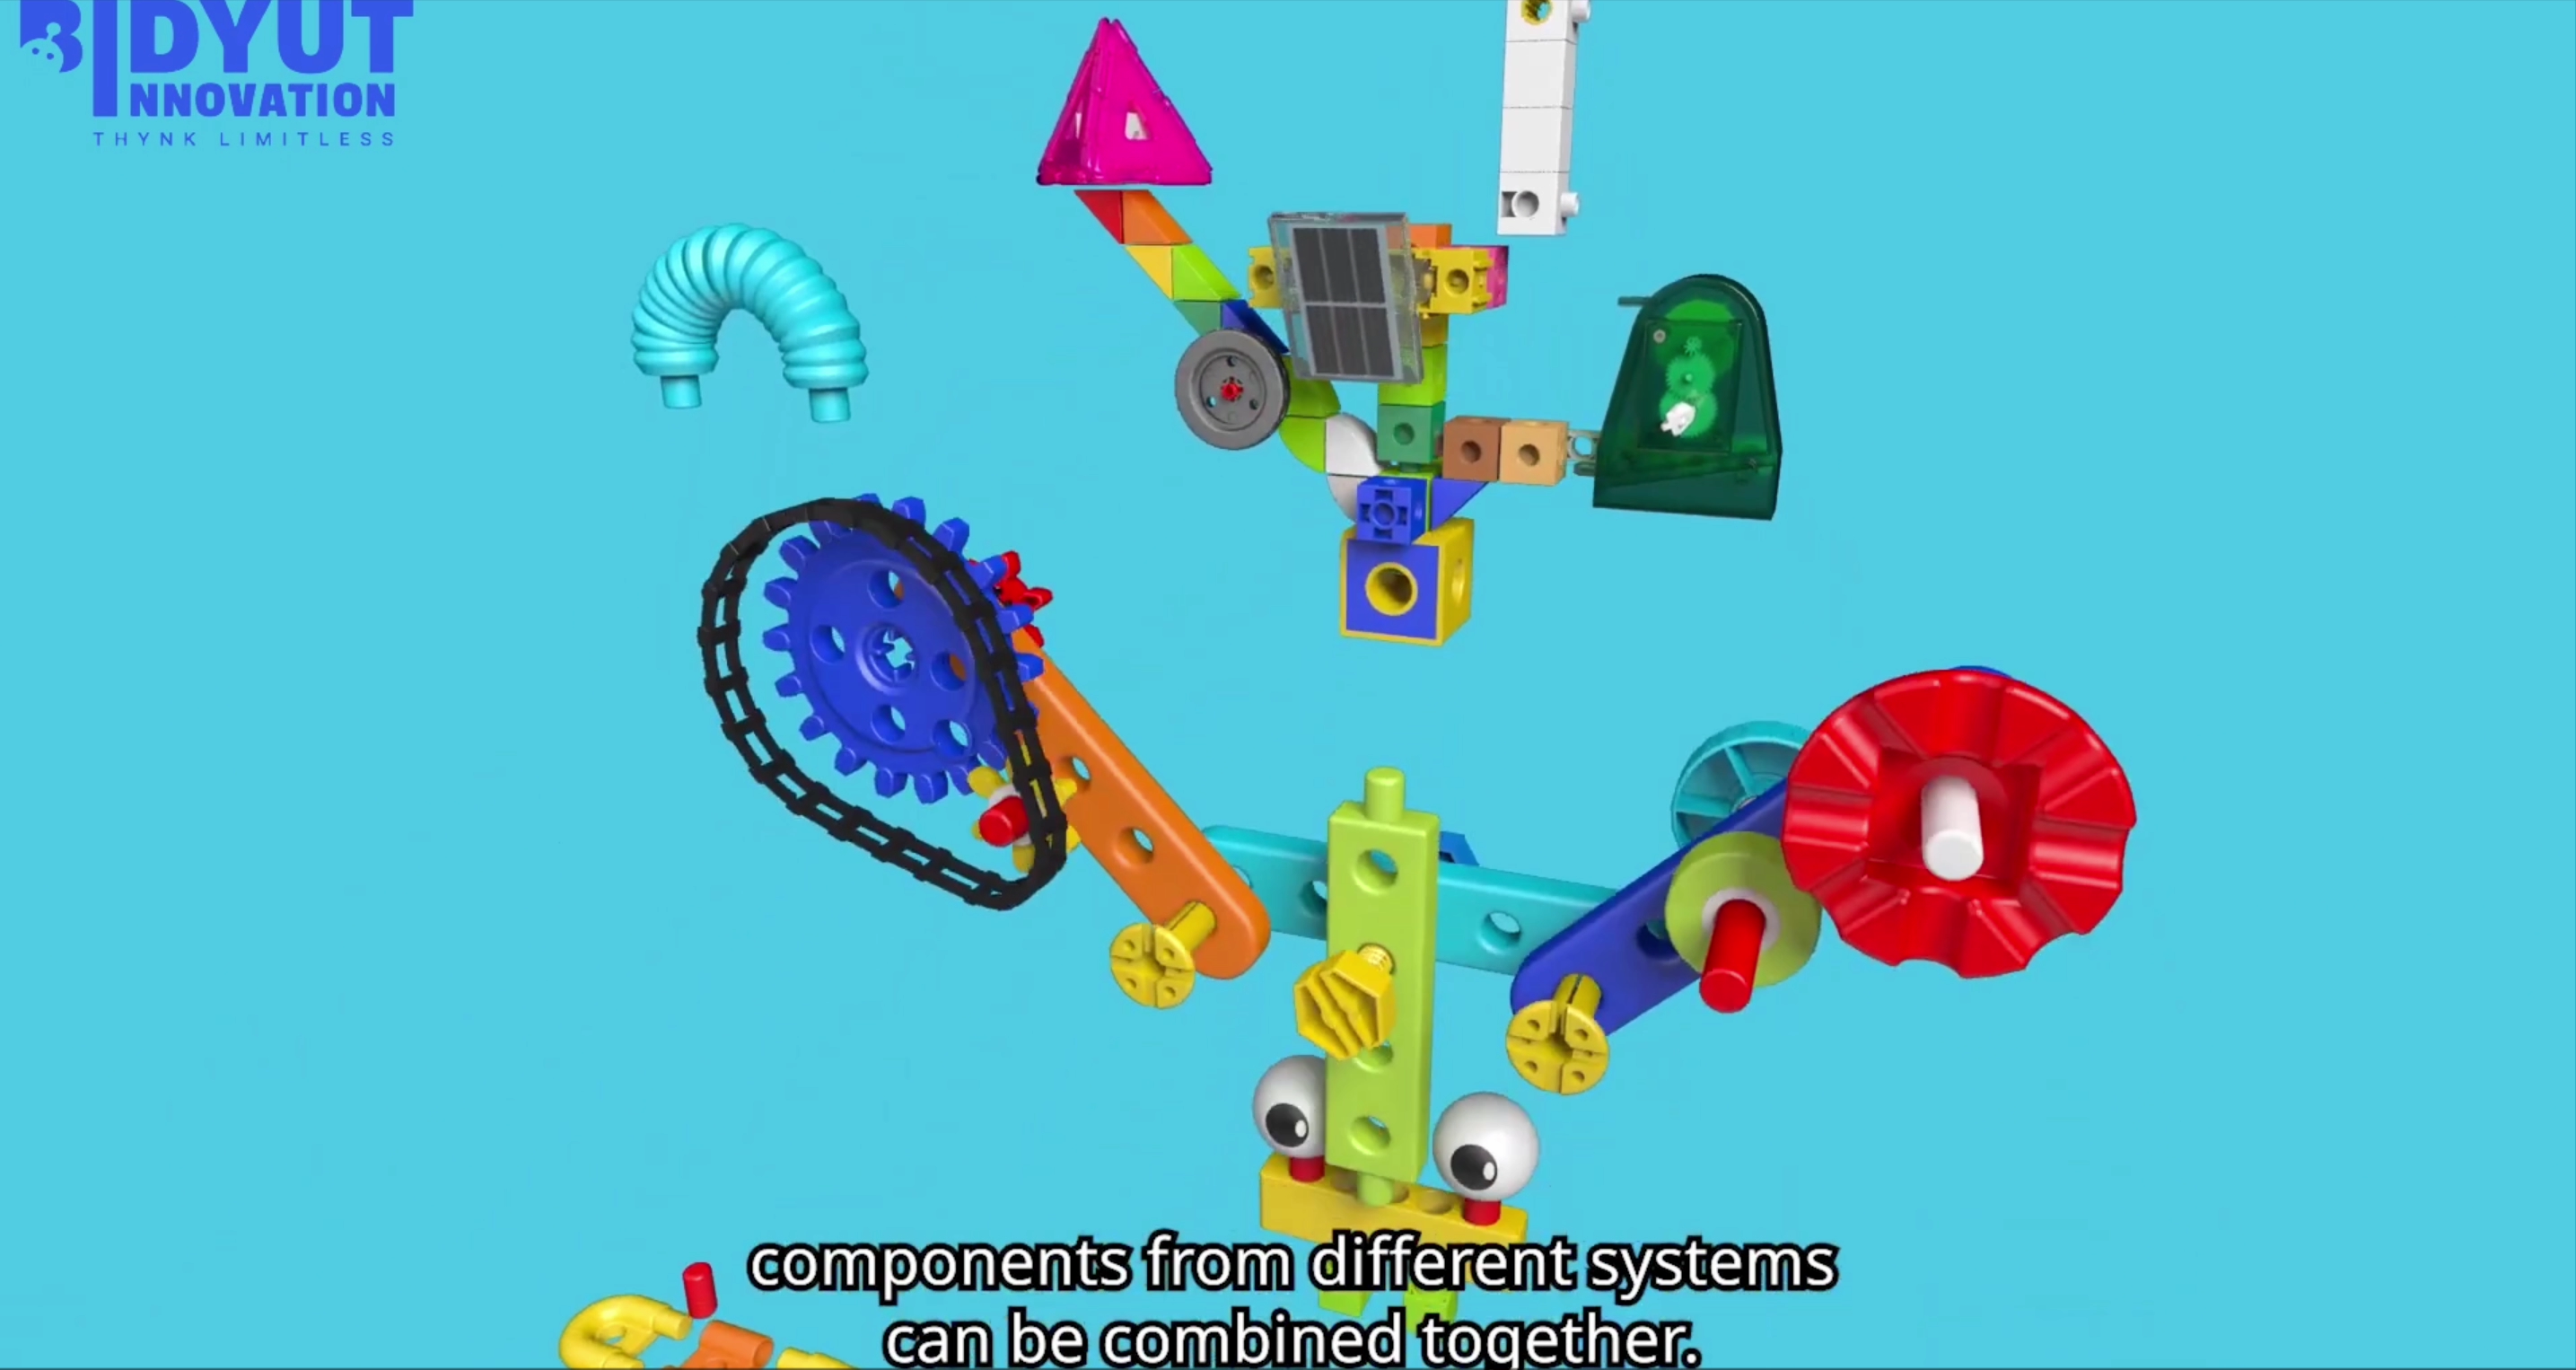 BIDYUT
INNOVATION
THYNK LIMITLESS
components from different systems
can be combined together.